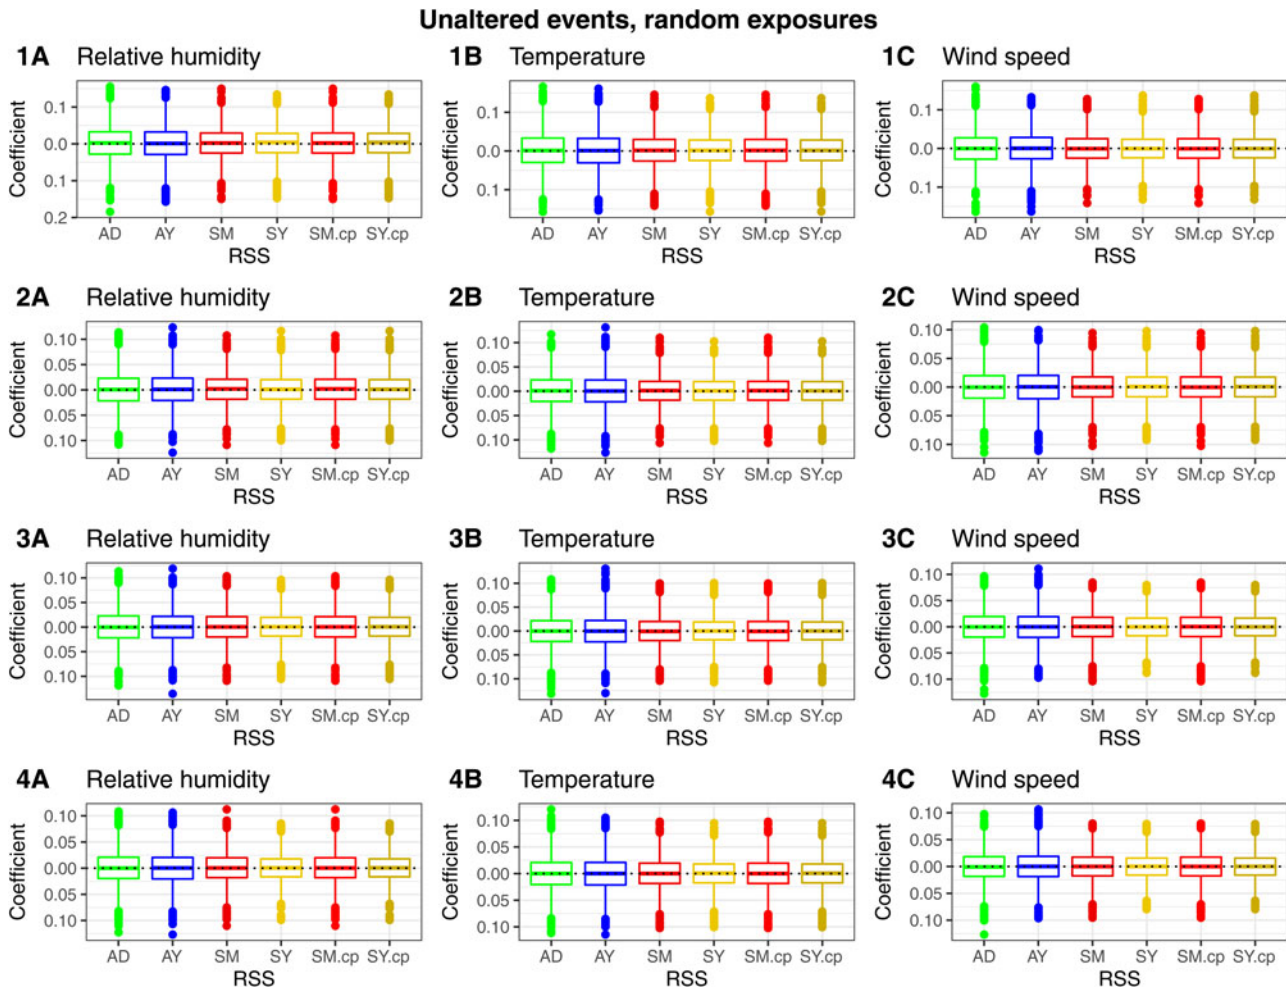 Unaltered events, random exposures
1A Relative humidity
1B Temperature
1C Wind speed
Coefficient
0.1
0.0
0.1
0.2
AD AY SM SY SM.cp SY.cp
RSS
Coefficient
0.1
0.0
0.1
AD AY SM SY SM.cp SY.cp
RSS
Coefficient
0.1
0.0
0.1
AD AY SM SY SM.cp SY.cp
RSS
2A Relative humidity
2B Temperature
2C Wind speed
Coefficient
0.10
0.05
0.00
0.05
0.10
AD AY SM SY SM.cp SY.cp
RSS
Coefficient
0.10
0.05
0.00
0.05
0.10
AD AY SM SY SM.cp SY.cp
RSS
Coefficient
0.10
0.05
0.00
0.05
0.10
AD AY SM SY SM.cp SY.cp
RSS
3A Relative humidity
3B Temperature
3C Wind speed
Coefficient
0.10
0.05
0.00
0.05
0.10
AD AY SM SY SM.cp SY.cp
RSS
Coefficient
0.10
0.05
0.00
0.05
0.10
AD AY SM SY SM.cp SY.cp
RSS
Coefficient
0.10
0.05
0.00
0.05
0.10
AD AY SM SY SM.cp SY.cp
RSS
4A Relative humidity
4B Temperature
4C Wind speed
Coefficient
0.10
0.05
0.00
0.05
0.10
AD AY SM SY SM.cp SY.cp
RSS
Coefficient
0.10
0.05
0.00
0.05
0.10
AD AY SM SY SM.cp SY.cp
RSS
Coefficient
0.10
0.05
0.00
0.05
0.10
AD AY SM SY SM.cp SY.cp
RSS